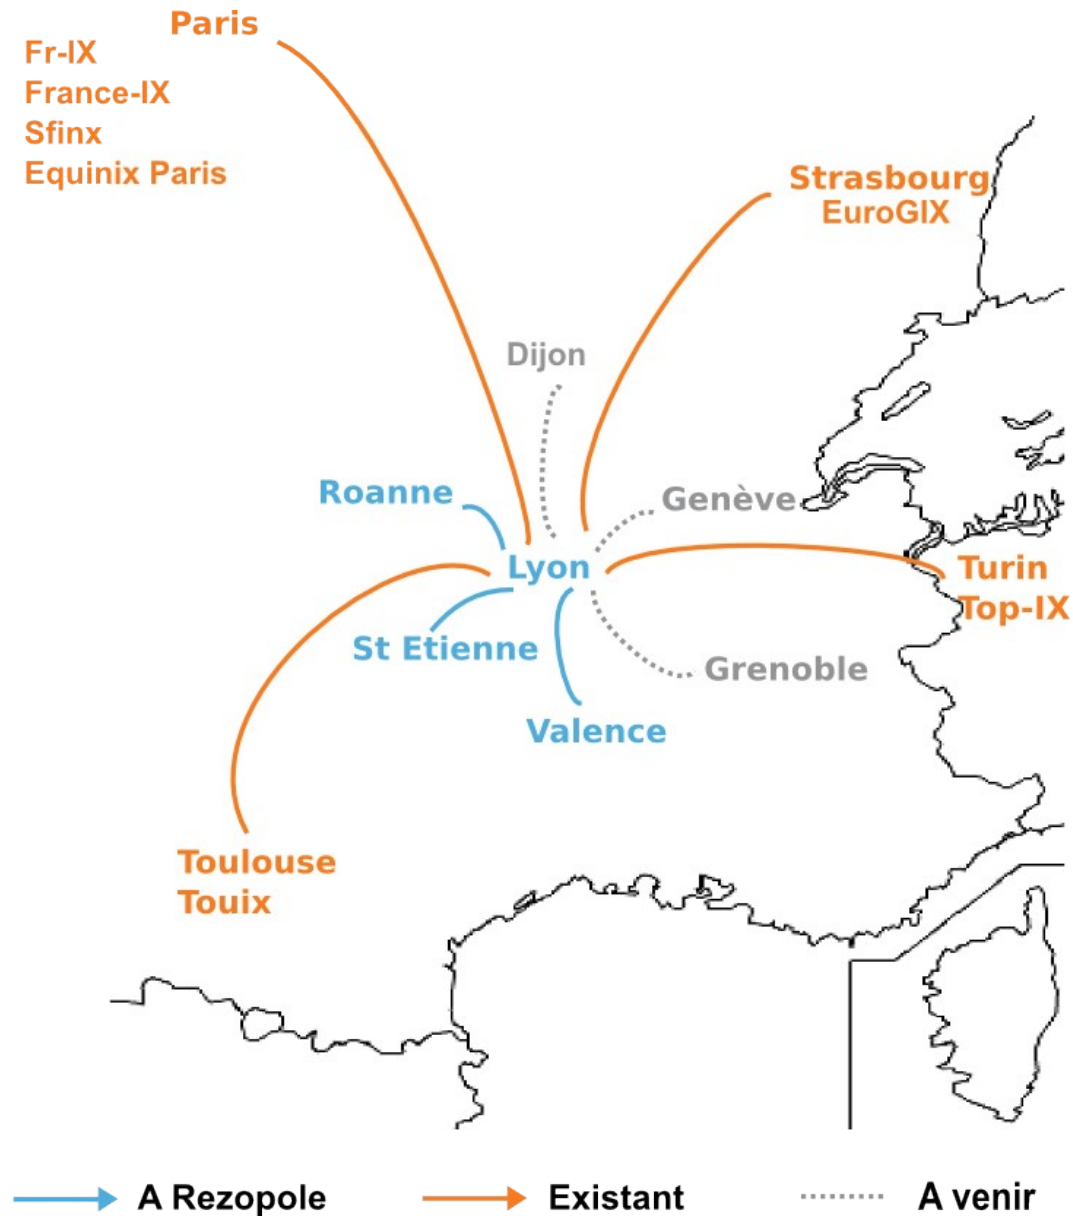 Paris
Fr-IX
France-IX
Sfinx
Equinix Paris
Strasbourg
EuroGIX
Dijon
Roanne
Genève
Lyon
Turin
Top-IX
St Etienne
Grenoble
Valence
Toulouse
Touix
A Rezopole
Existant
A venir